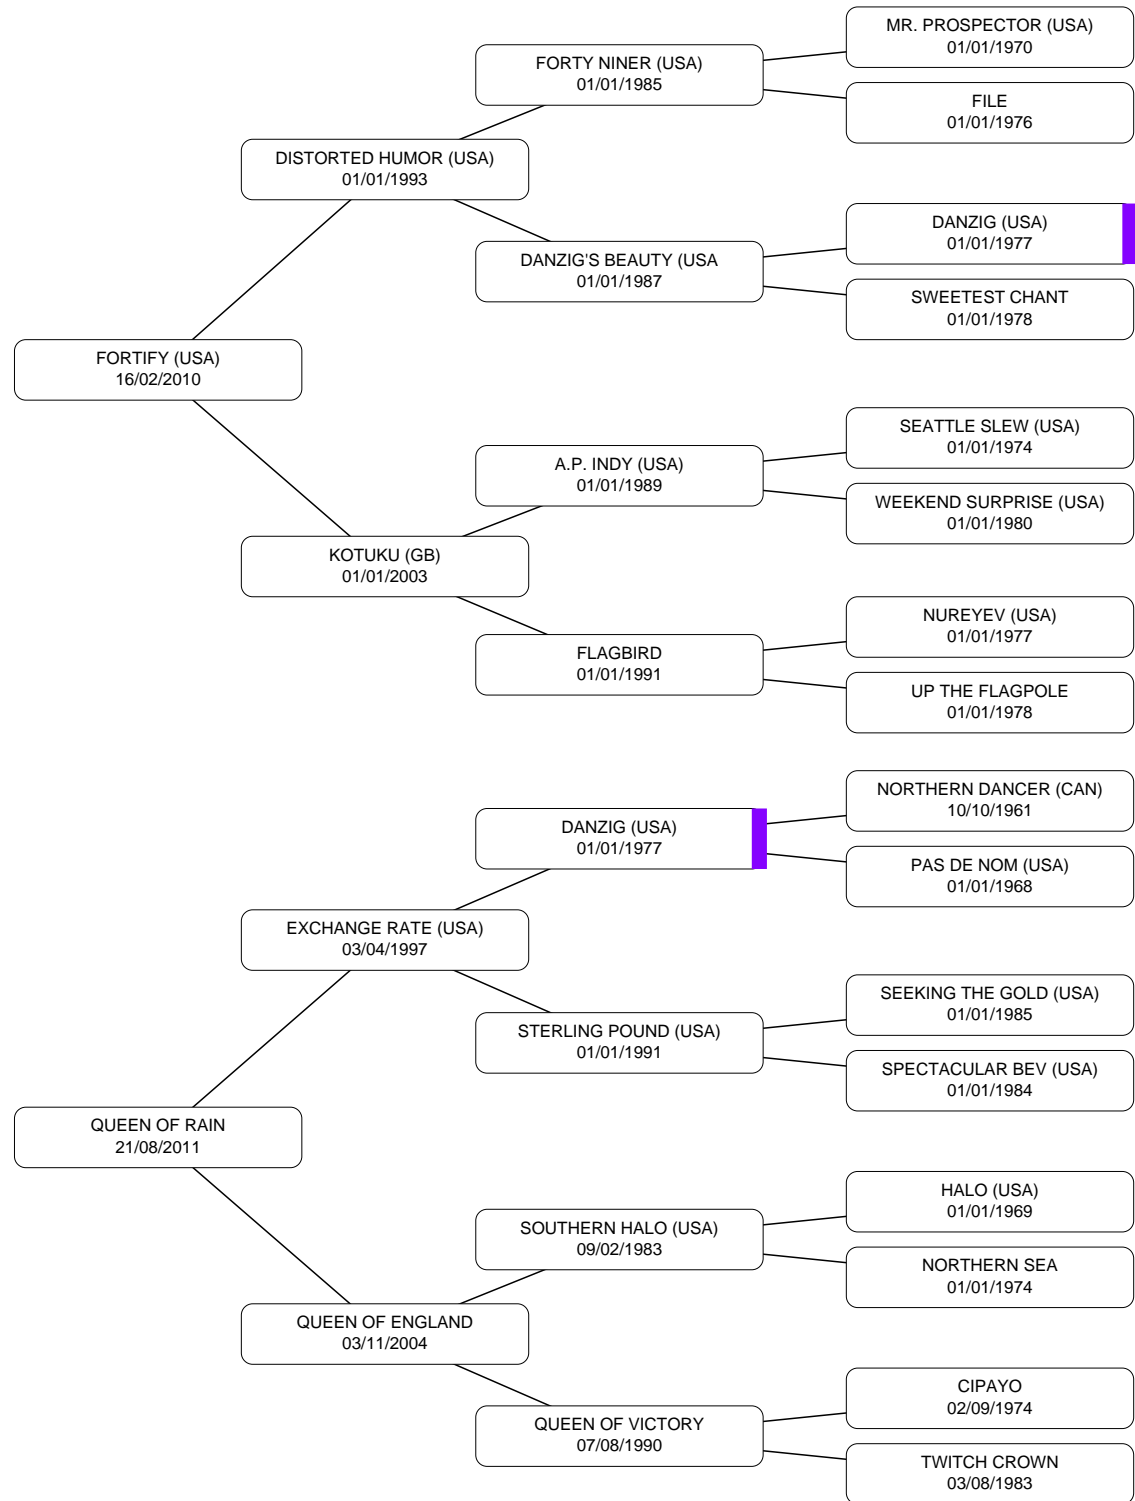 MR. PROSPECTOR (USA)
01/01/1970
FORTY NINER (USA)
01/01/1985
FILE
01/01/1976
DISTORTED HUMOR (USA)
01/01/1993
DANZIG (USA)
01/01/1977
DANZIG'S BEAUTY (USA
01/01/1987
SWEETEST CHANT
01/01/1978
FORTIFY (USA)
16/02/2010
SEATTLE SLEW (USA)
01/01/1974
A.P. INDY (USA)
01/01/1989
WEEKEND SURPRISE (USA)
01/01/1980
KOTUKU (GB)
01/01/2003
NUREYEV (USA)
01/01/1977
FLAGBIRD
01/01/1991
UP THE FLAGPOLE
01/01/1978
NORTHERN DANCER (CAN)
10/10/1961
DANZIG (USA)
01/01/1977
PAS DE NOM (USA)
01/01/1968
EXCHANGE RATE (USA)
03/04/1997
SEEKING THE GOLD (USA)
01/01/1985
STERLING POUND (USA)
01/01/1991
SPECTACULAR BEV (USA)
01/01/1984
QUEEN OF RAIN
21/08/2011
HALO (USA)
01/01/1969
SOUTHERN HALO (USA)
09/02/1983
NORTHERN SEA
01/01/1974
QUEEN OF ENGLAND
03/11/2004
CIPAYO
02/09/1974
QUEEN OF VICTORY
07/08/1990
TWITCH CROWN
03/08/1983